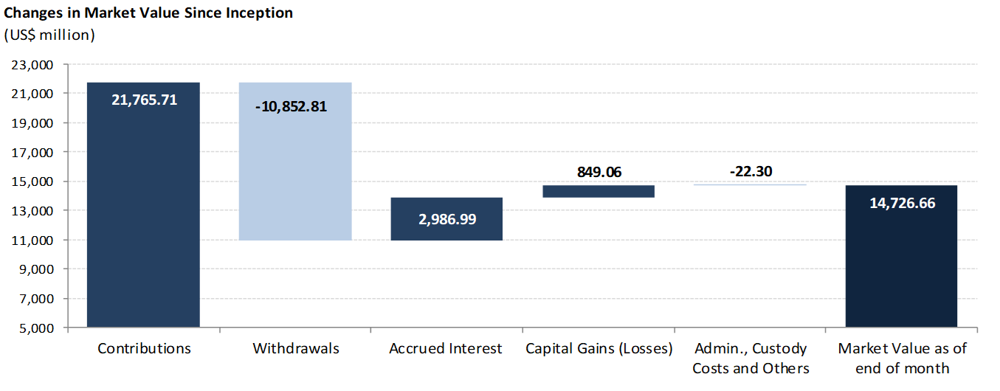 Changes in Market Value Since Inception
(US$ million)
23,000
21,000
19,000
17,000
15,000
13,000
11,000
9,000
7,000
5,000
21,765.71
-10,852.81
2,986.99
849.06
-22.30
14,726.66
Contributions
Withdrawals
Accrued Interest
Capital Gains (Losses)
Admin., Custody
Costs and Others
Market Value as of
end of month